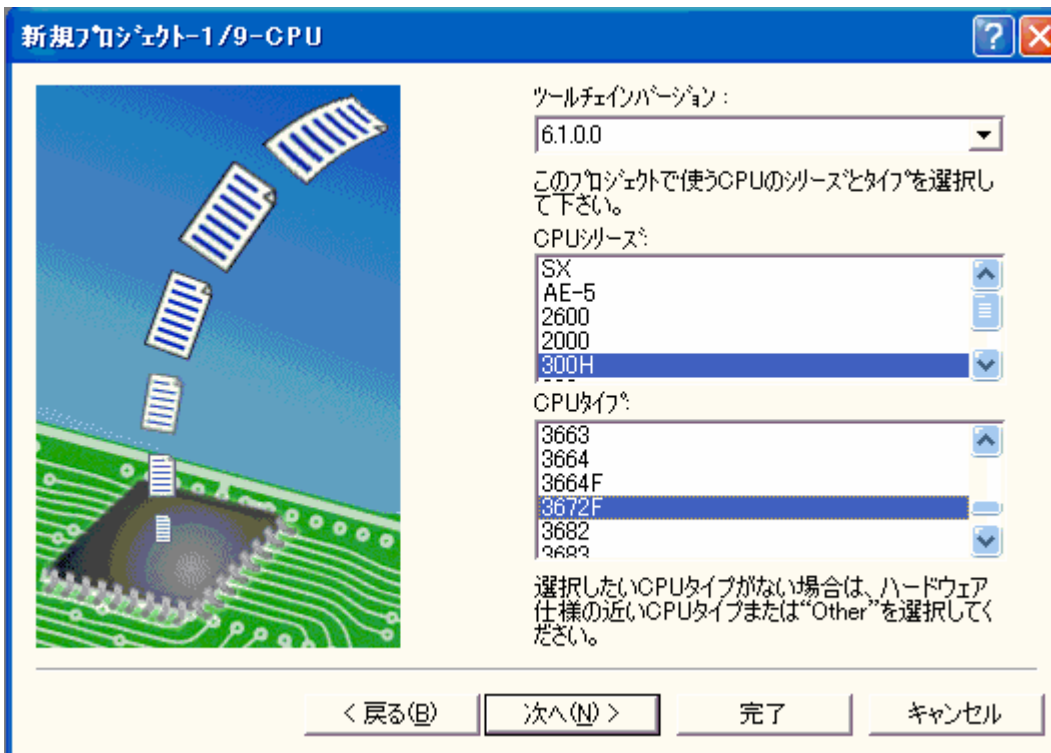 新規ﾌﾟﾛｼﾞｪｸﾄ-1/9-CPU
ﾂｰﾙﾁｪｲﾝﾊﾞｰｼﾞｮﾝ :
6.1.0.0
このﾌﾟﾛｼﾞｪｸﾄで使うCPUのｼﾘｰｽﾞとﾀｲﾌﾟを選択し
て下さい。
CPUｼﾘｰｽﾞ:
SX
AE-5
2600
2000
300H
CPUﾀｲﾌﾟ:
3663
3664
3664F
3672F
3682
3683
選択したいCPUﾀｲﾌﾟがない場合は、ハードウェア
仕様の近いCPUﾀｲﾌﾟまたは“Other”を選択してく
ださい。
< 戻る(B)
次へ(N) >
完了
キャンセル